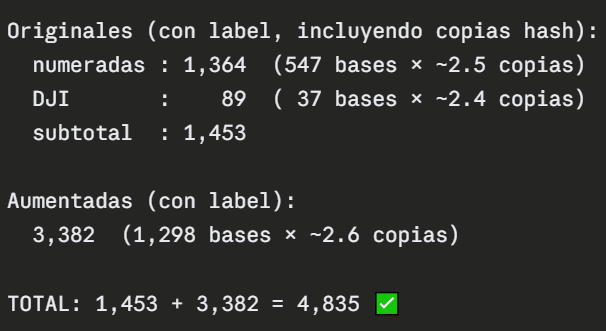 Originales (con label, incluyendo copias hash):
numeradas : 1,364 (547 bases × ~2.5 copias)
DJI : 89 ( 37 bases × ~2.4 copias)
subtotal : 1,453
Aumentadas (con label):
3,382 (1,298 bases × ~2.6 copias)
TOTAL: 1,453 + 3,382 = 4,835 ✅